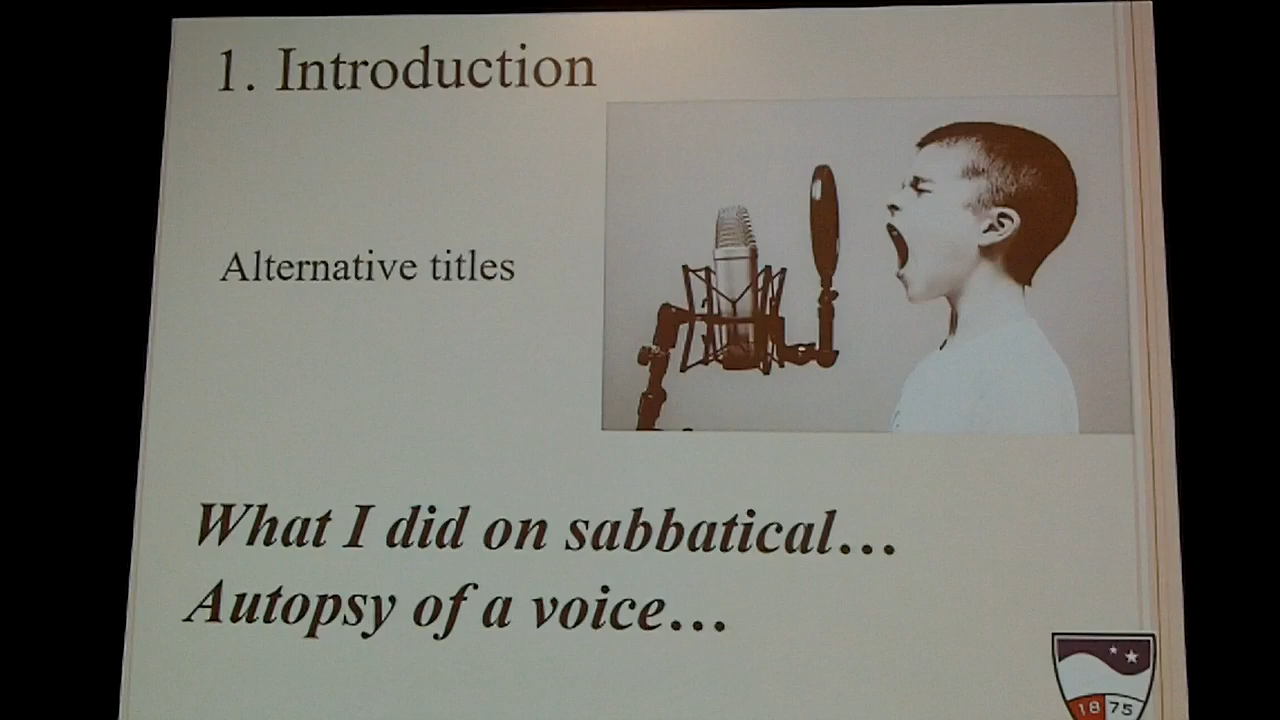 1. Introduction
Alternative titles
What I did on sabbatical…
Autopsy of a voice…
1875